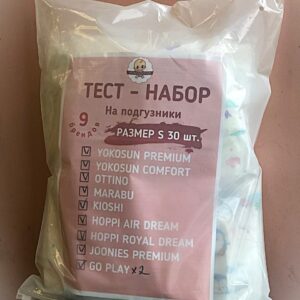 ТЕСТ - НАБОР
На подгузники
9 брендов
РАЗМЕР S 30 шт.
YOKOSUN PREMIUM
YOKOSUN COMFORT
OTTINO
MARABU
KIOSHI
HOPPI AIR DREAM
HOPPI ROYAL DREAM
JOONIES PREMIUM
GO PLAY x2